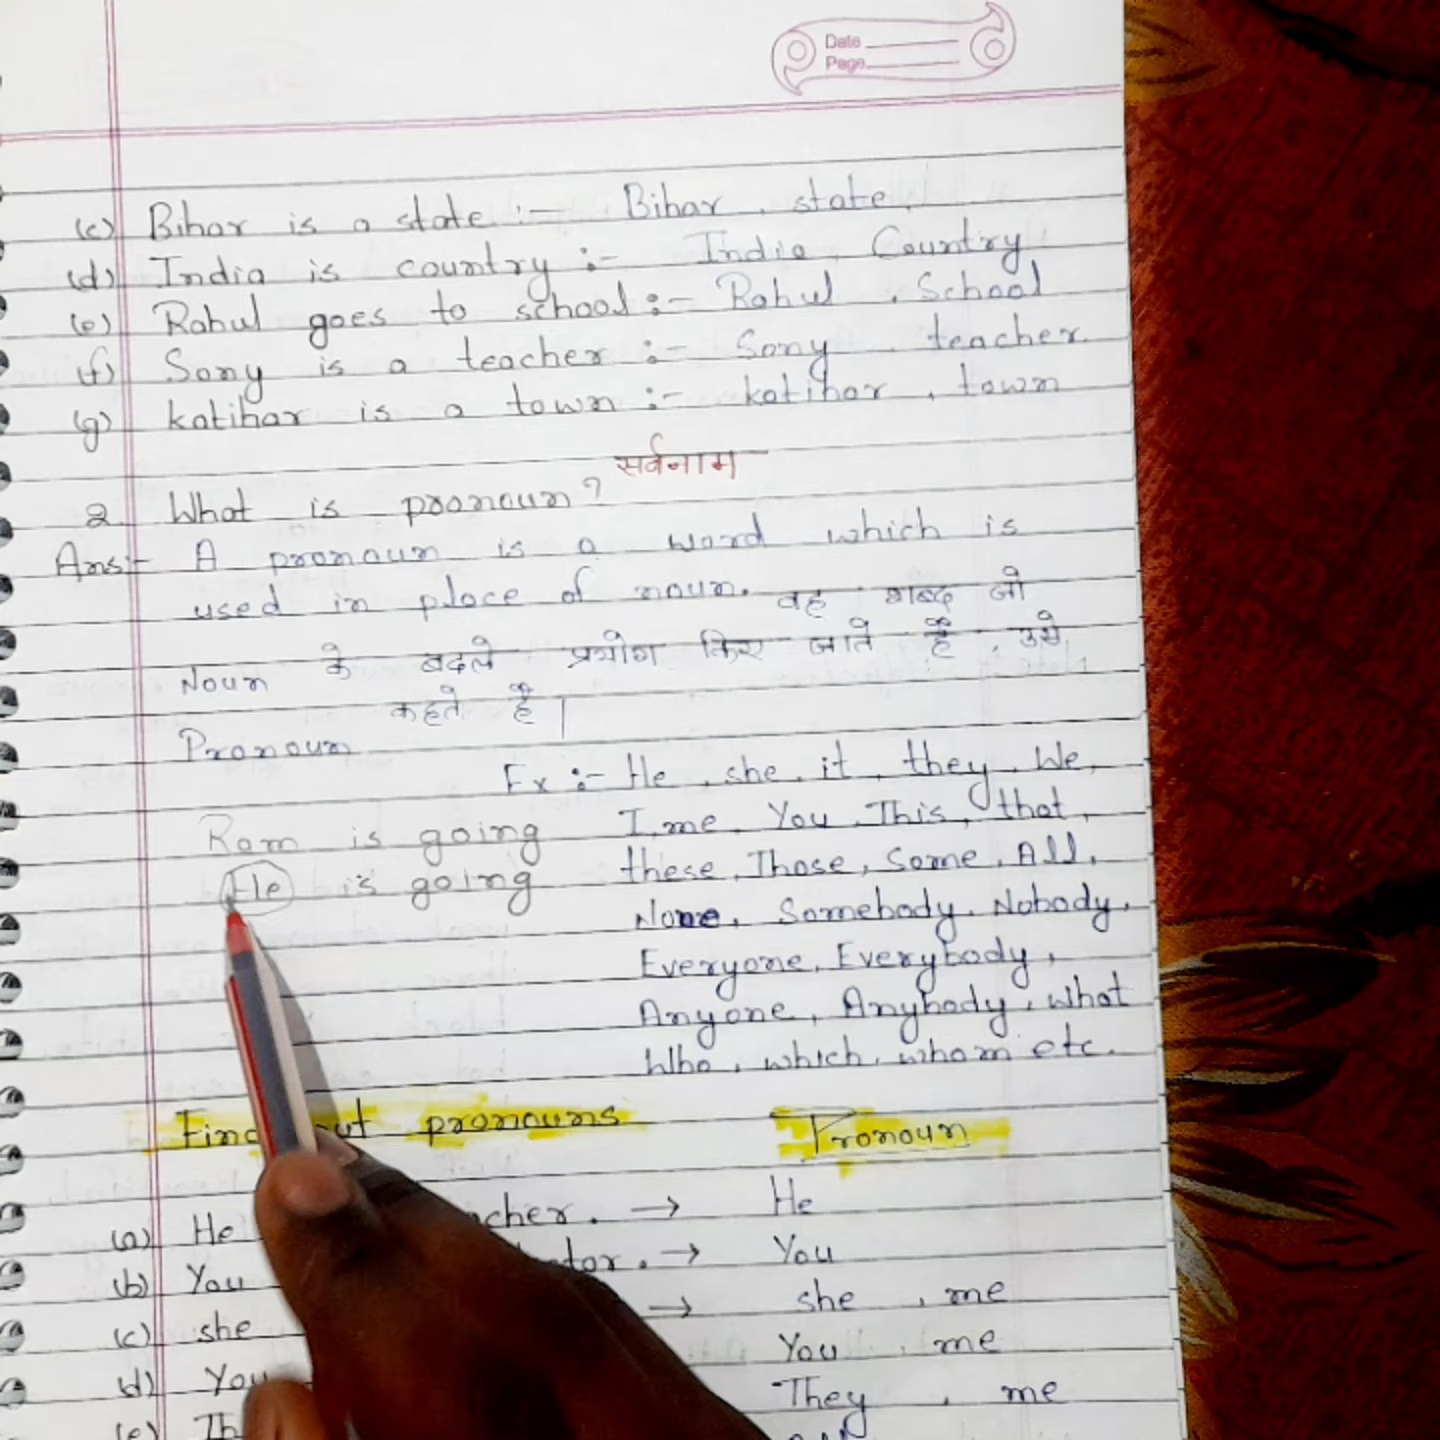 Date
Page
(c) Bihar is a state :- Bihar, state,
(d) India is country :- India, Country
(e) Rahul goes to school :- Rahul, School
(f) Sony is a teacher :- Sony, teacher.
(g) katihar is a town :- katihar, town
सर्वनाम
2. What is pronoun?
Ans:- A pronoun is a word which is
used in place of noun. वह शब्द जो
Noun के बदले प्रयोग किए जाते हैं, उसे
Pronoun कहते हैं।
Ex :- He, she, it, they, We,
Ram is going I, me, You, This, that,
He is going these, Those, Some, All,
None, Somebody, Nobody,
Everyone, Everybody,
Anyone, Anybody, what
Who, which, whom etc.
Find out pronouns Pronoun
(a) He → He
(b) You → You
(c) she → she, me
(d) You You, me
(e) Th They, me